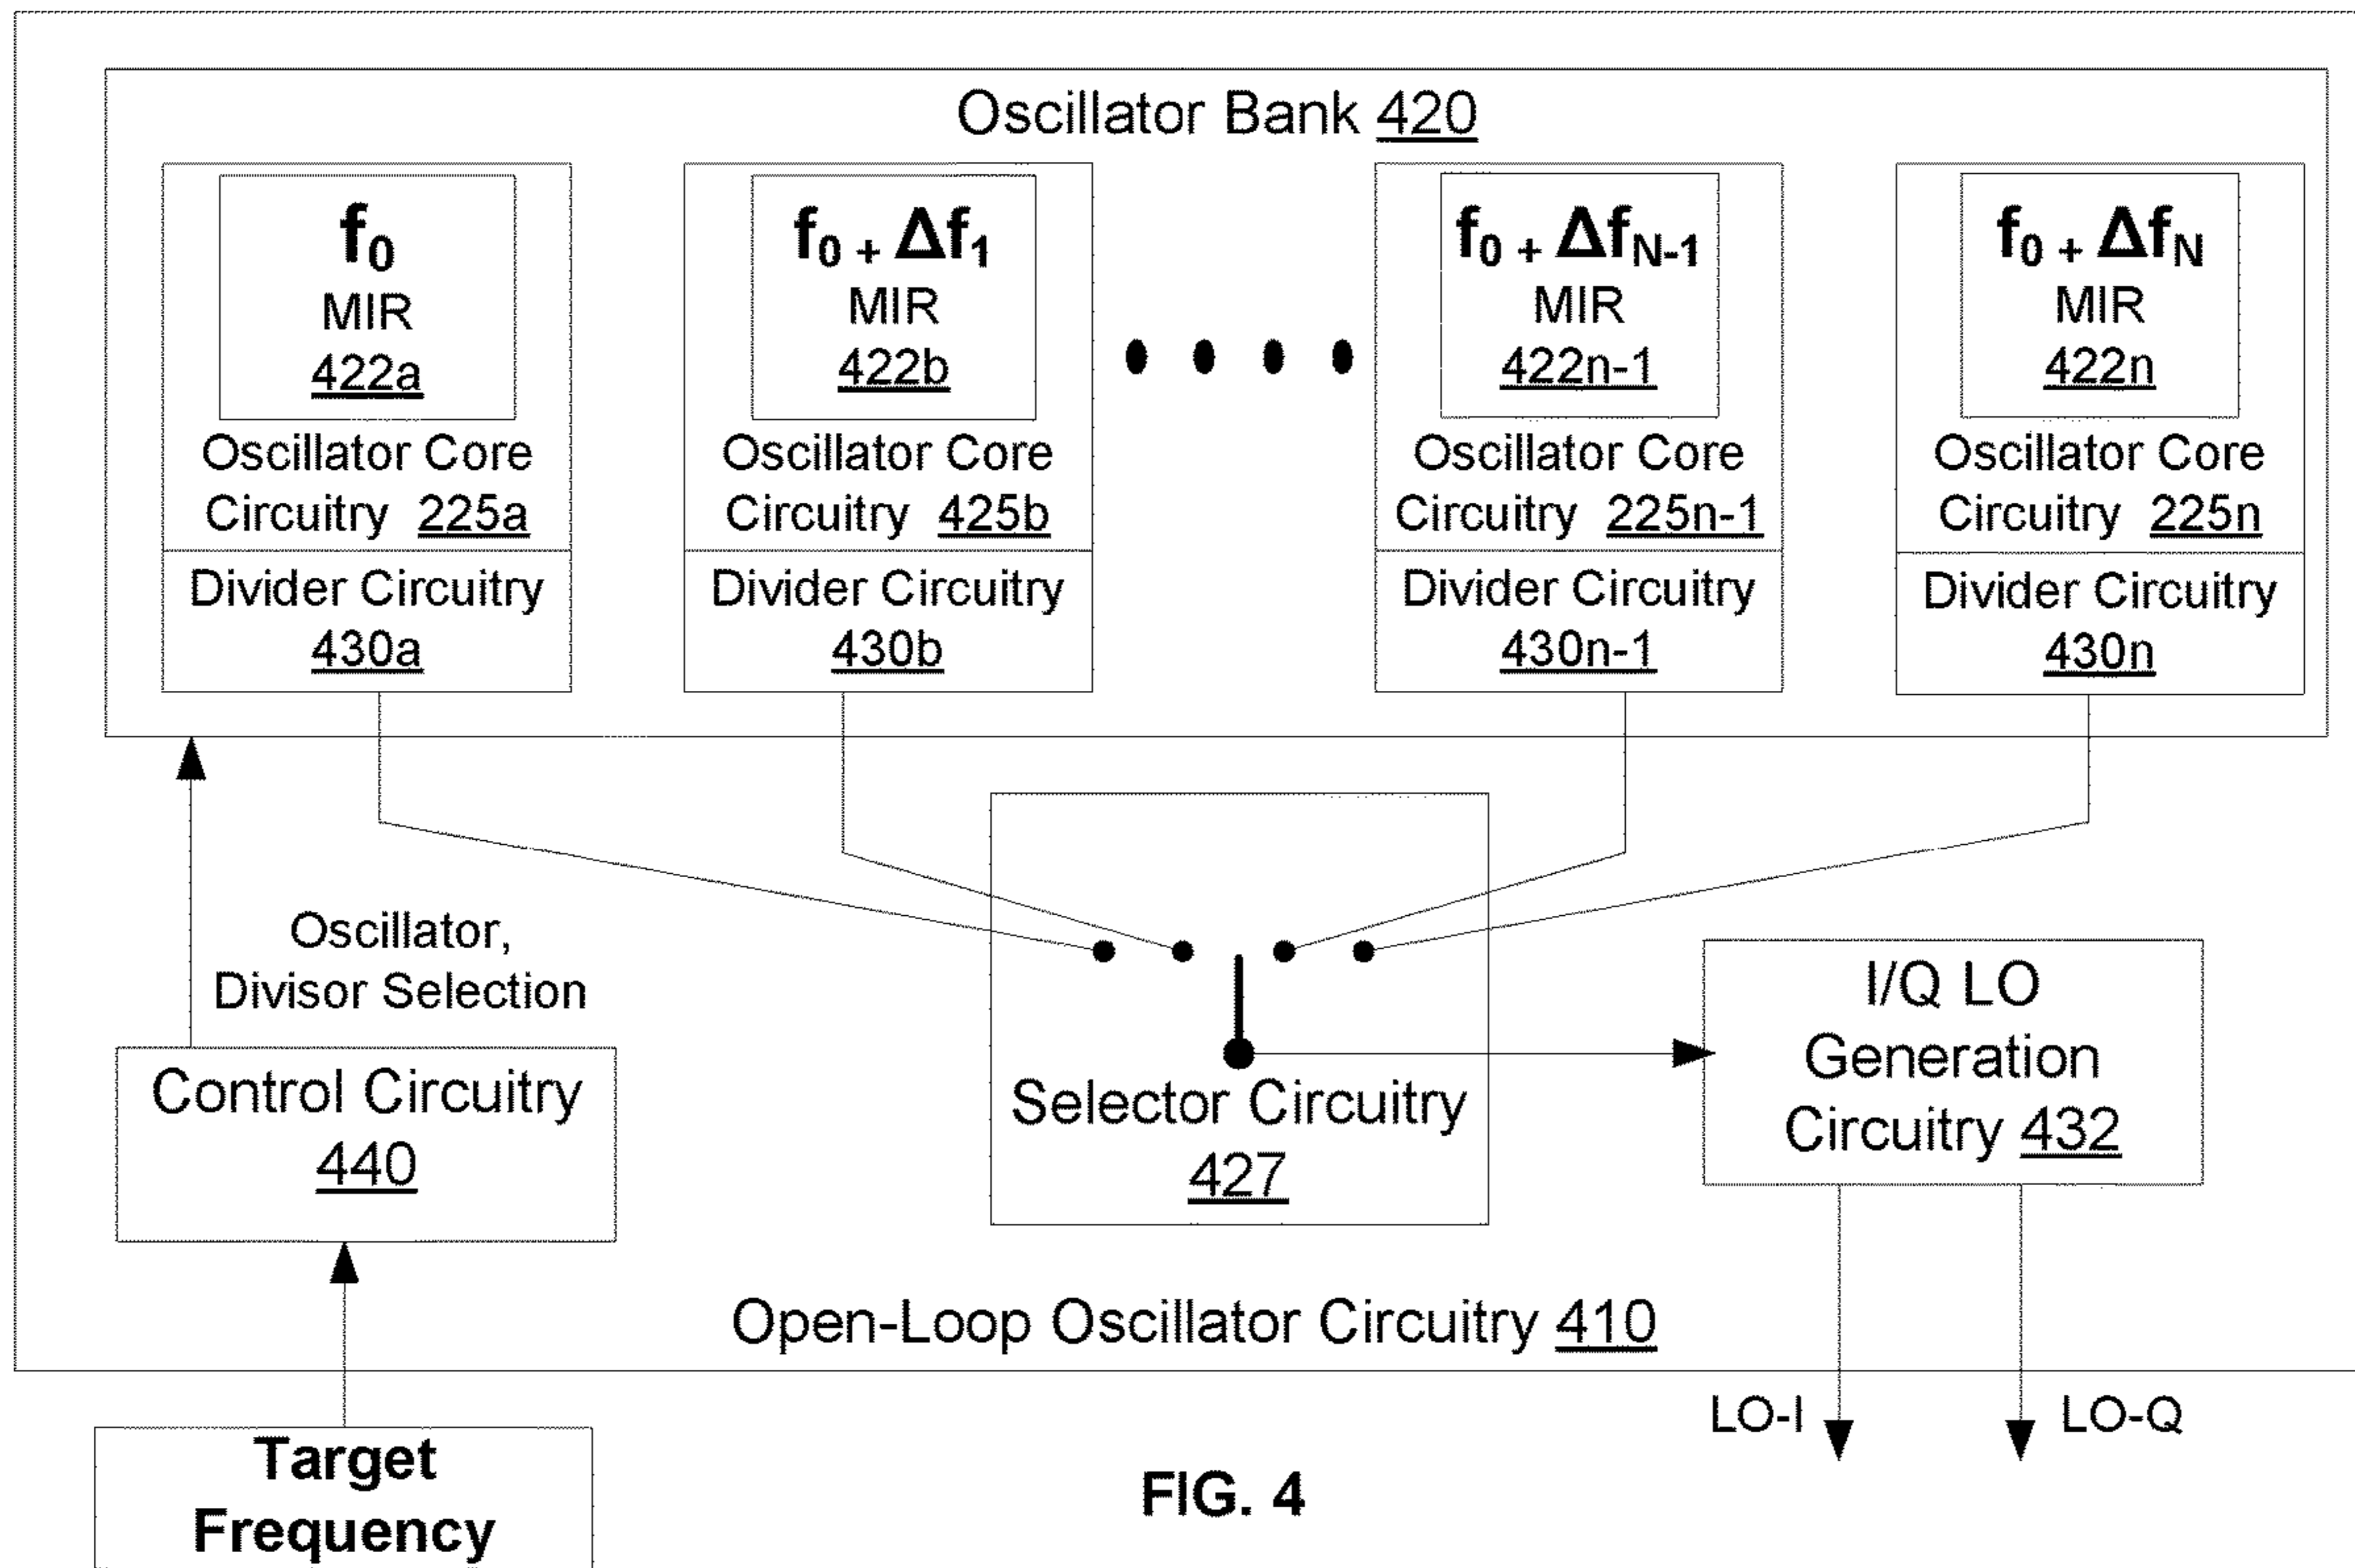 Oscillator Bank 420
f0
MIR
422a
Oscillator Core
Circuitry 225a
Divider Circuitry
430a
f0 + Δf1
MIR
422b
Oscillator Core
Circuitry 425b
Divider Circuitry
430b
f0 + ΔfN-1
MIR
422n-1
Oscillator Core
Circuitry 225n-1
Divider Circuitry
430n-1
f0 + ΔfN
MIR
422n
Oscillator Core
Circuitry 225n
Divider Circuitry
430n
Oscillator,
Divisor Selection
Control Circuitry
440
Selector Circuitry
427
I/Q LO
Generation
Circuitry 432
Open-Loop Oscillator Circuitry 410
LO-I
LO-Q
Target
Frequency
FIG. 4